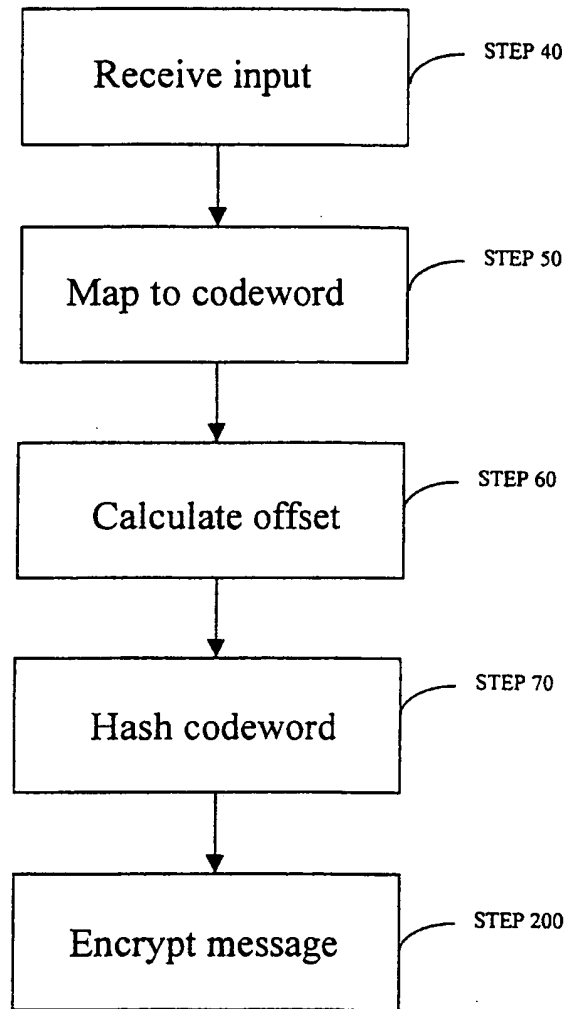 Receive input
STEP 40
Map to codeword
STEP 50
Calculate offset
STEP 60
Hash codeword
STEP 70
Encrypt message
STEP 200